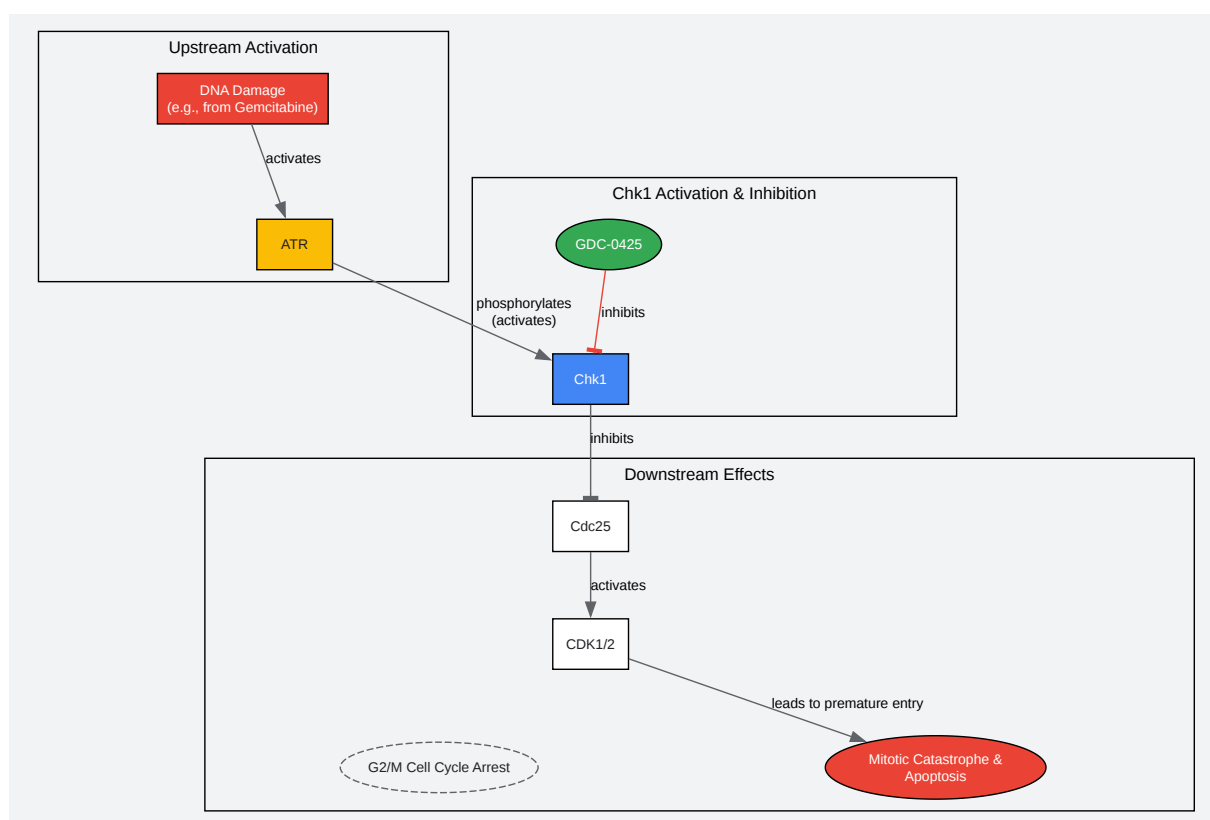 Upstream Activation
DNA Damage
(e.g., from Gemcitabine)
activates
ATR
Chk1 Activation & Inhibition
GDC-0425
phosphorylates
(activates)
inhibits
Chk1
inhibits
Downstream Effects
Cdc25
activates
CDK1/2
leads to premature entry
G2/M Cell Cycle Arrest
Mitotic Catastrophe &
Apoptosis